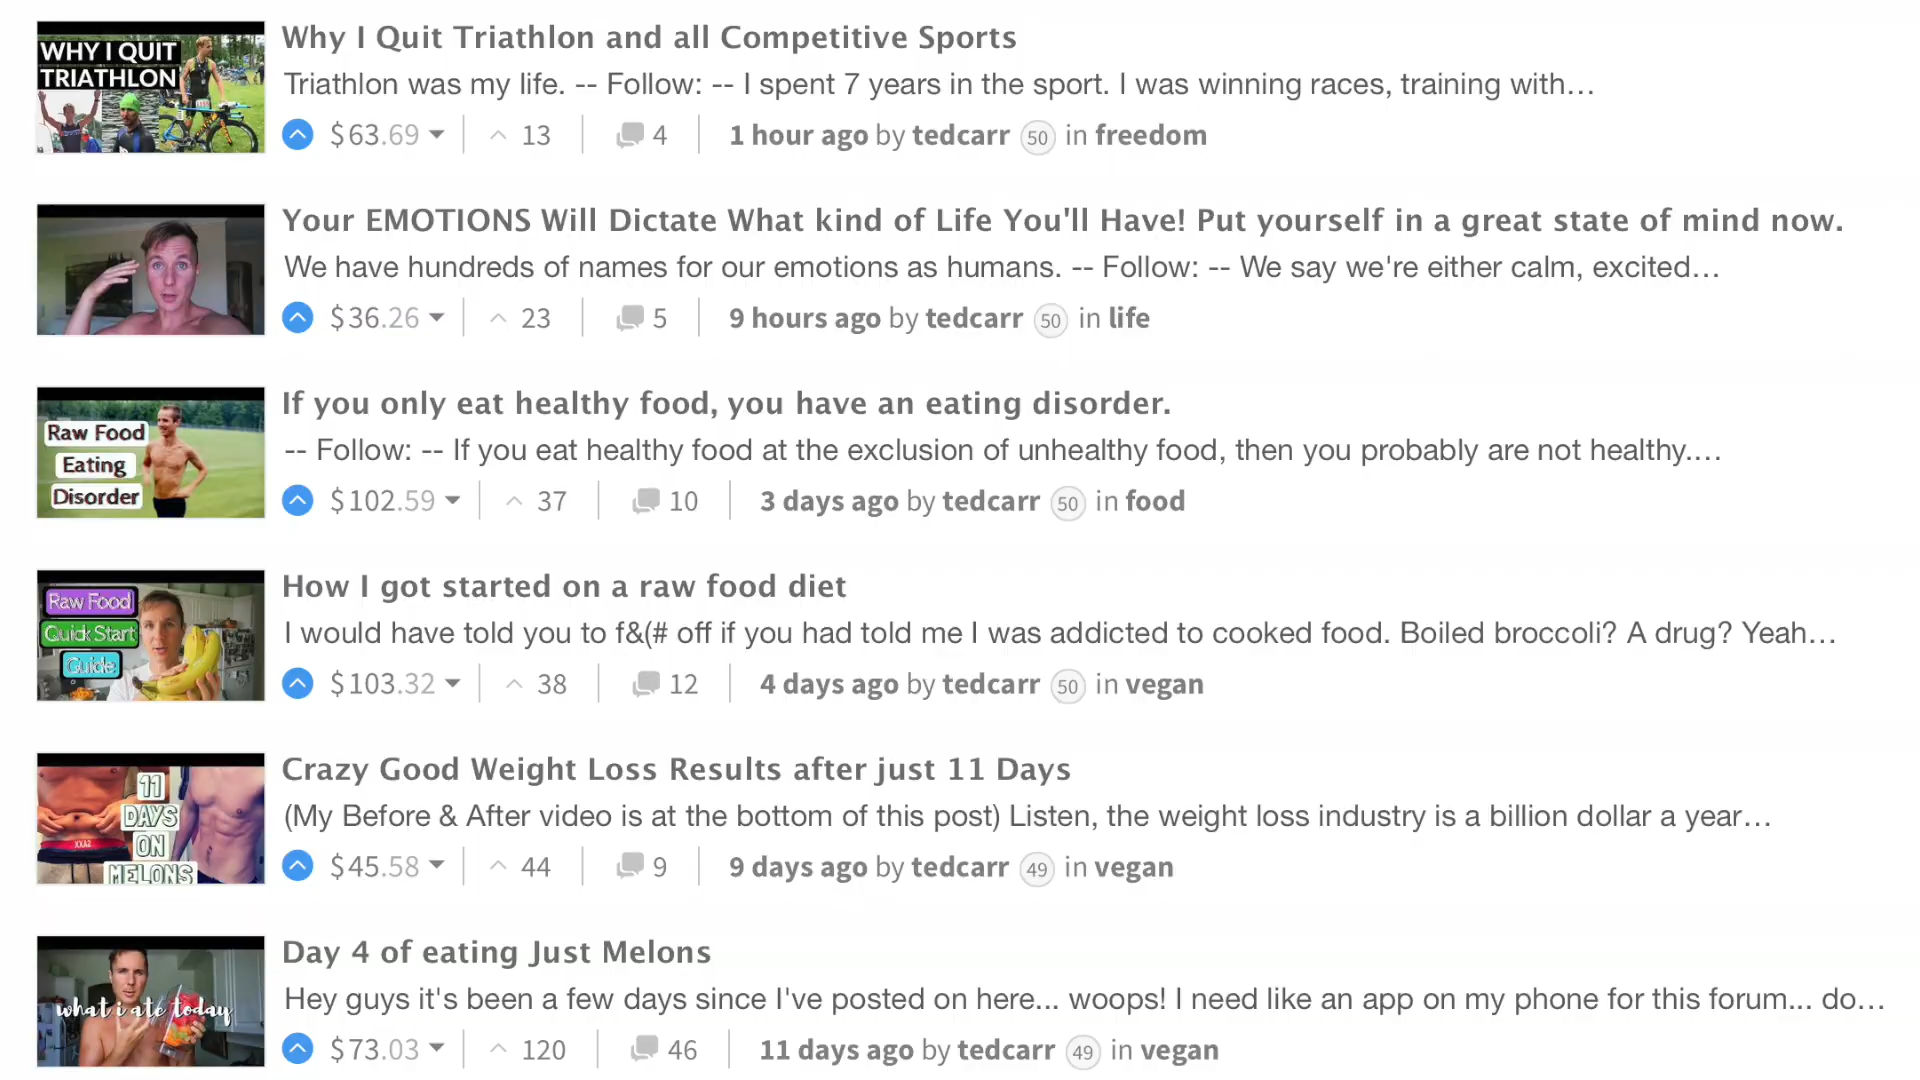 WHY I QUIT
TRIATHLON
Why I Quit Triathlon and all Competitive Sports
Triathlon was my life. -- Follow: -- I spent 7 years in the sport. I was winning races, training with…
$63.69 13 4 1 hour ago by tedcarr 50 in freedom
Your EMOTIONS Will Dictate What kind of Life You'll Have! Put yourself in a great state of mind now.
We have hundreds of names for our emotions as humans. -- Follow: -- We say we're either calm, excited…
$36.26 23 5 9 hours ago by tedcarr 50 in life
Raw Food
Eating
Disorder
If you only eat healthy food, you have an eating disorder.
-- Follow: -- If you eat healthy food at the exclusion of unhealthy food, then you probably are not healthy.…
$102.59 37 10 3 days ago by tedcarr 50 in food
Raw Food
Quick Start
Guide
How I got started on a raw food diet
I would have told you to f&(# off if you had told me I was addicted to cooked food. Boiled broccoli? A drug? Yeah…
$103.32 38 12 4 days ago by tedcarr 50 in vegan
11
DAYS
ON
MELONS
Crazy Good Weight Loss Results after just 11 Days
(My Before & After video is at the bottom of this post) Listen, the weight loss industry is a billion dollar a year…
$45.58 44 9 9 days ago by tedcarr 49 in vegan
what i ate today
Day 4 of eating Just Melons
Hey guys it's been a few days since I've posted on here... woops! I need like an app on my phone for this forum... do…
$73.03 120 46 11 days ago by tedcarr 49 in vegan